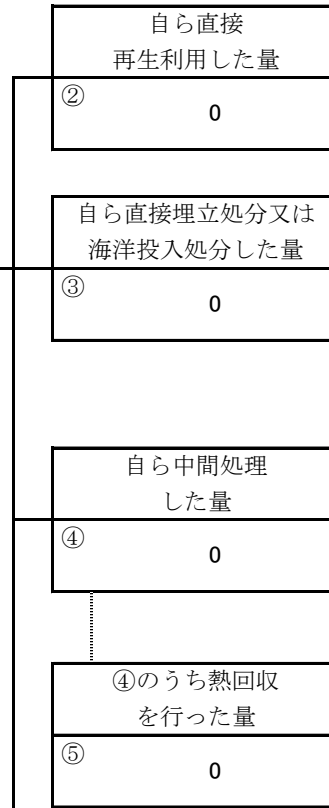 自ら直接
再生利用した量
②
0
自ら直接埋立処分又は
海洋投入処分した量
③
0
自ら中間処理
した量
④
0
④のうち熱回収
を行った量
⑤
0